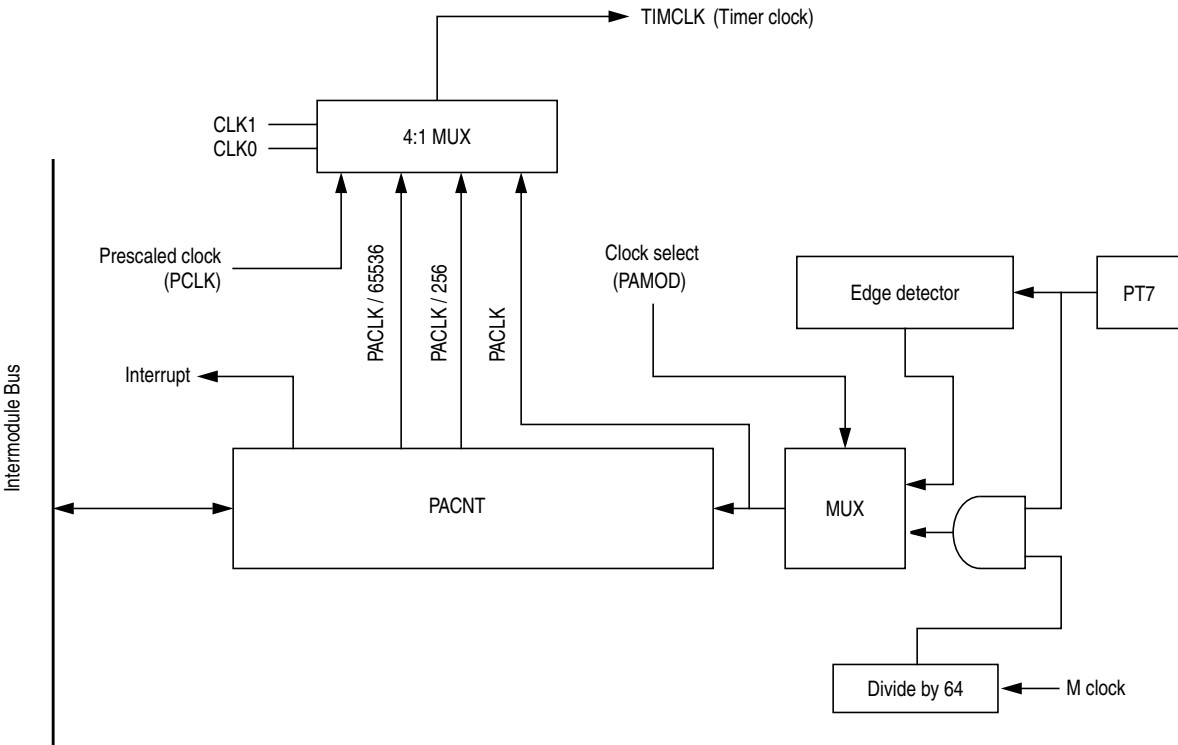 TIMCLK (Timer clock)
CLK1
CLK0
4:1 MUX
Prescaled clock
(PCLK)
PACLK / 65536
PACLK / 256
PACLK
Clock select
(PAMOD)
Edge detector
PT7
Interrupt
Intermodule Bus
PACNT
MUX
Divide by 64
M clock